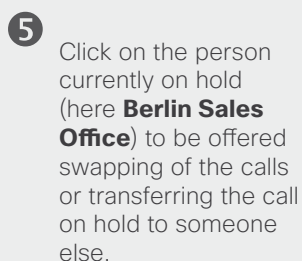 5
Click on the person
currently on hold
(here Berlin Sales
Office) to be offered
swapping of the calls
or transferring the call
on hold to someone
else.